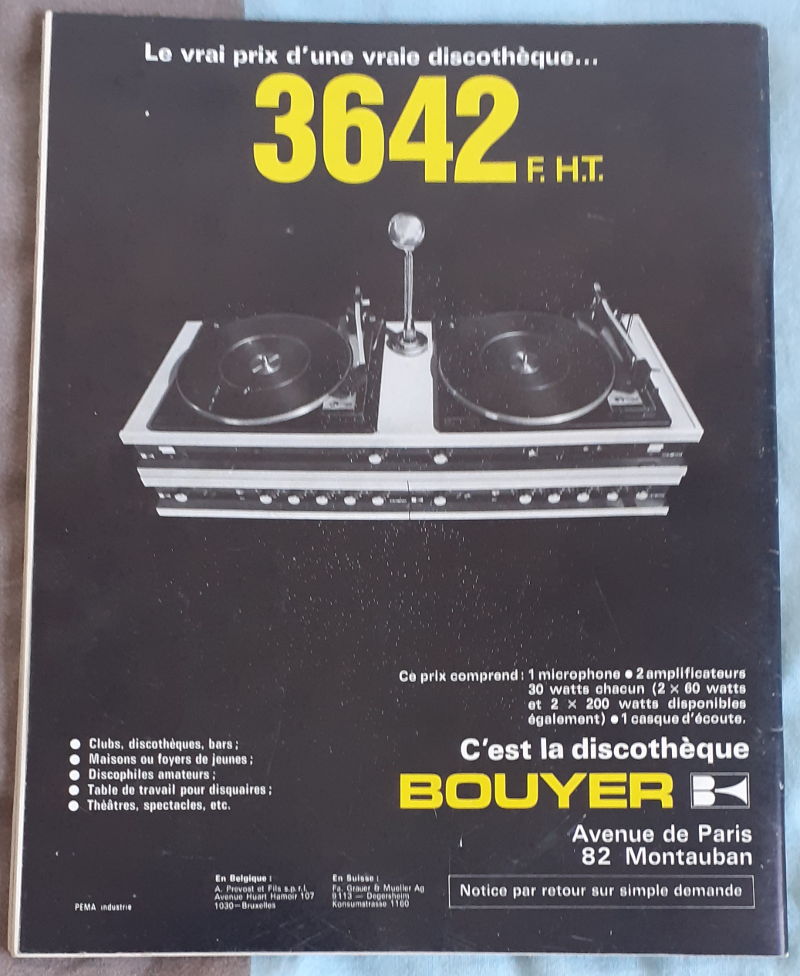 Le vrai prix d'une vraie discothèque...
3642 F. H.T.
Ce prix comprend : 1 microphone ● 2 amplificateurs
30 watts chacun (2 × 60 watts
et 2 × 200 watts disponibles
également) ● 1 casque d'écoute.
● Clubs, discothèques, bars ;
● Maisons ou foyers de jeunes ;
● Discophiles amateurs ;
● Table de travail pour disquaires ;
● Théâtres, spectacles, etc.
C'est la discothèque
BOUYER B
Avenue de Paris
82 Montauban
Notice par retour sur simple demande
En Belgique :
A. Prevost et Fils s.p.r.l.
Avenue Huart Hamoir 107
1030 — Bruxelles
En Suisse :
Fa. Grauer & Mueller Ag
9113 — Degersheim
Konsumstrasse 1160
PEMA industrie